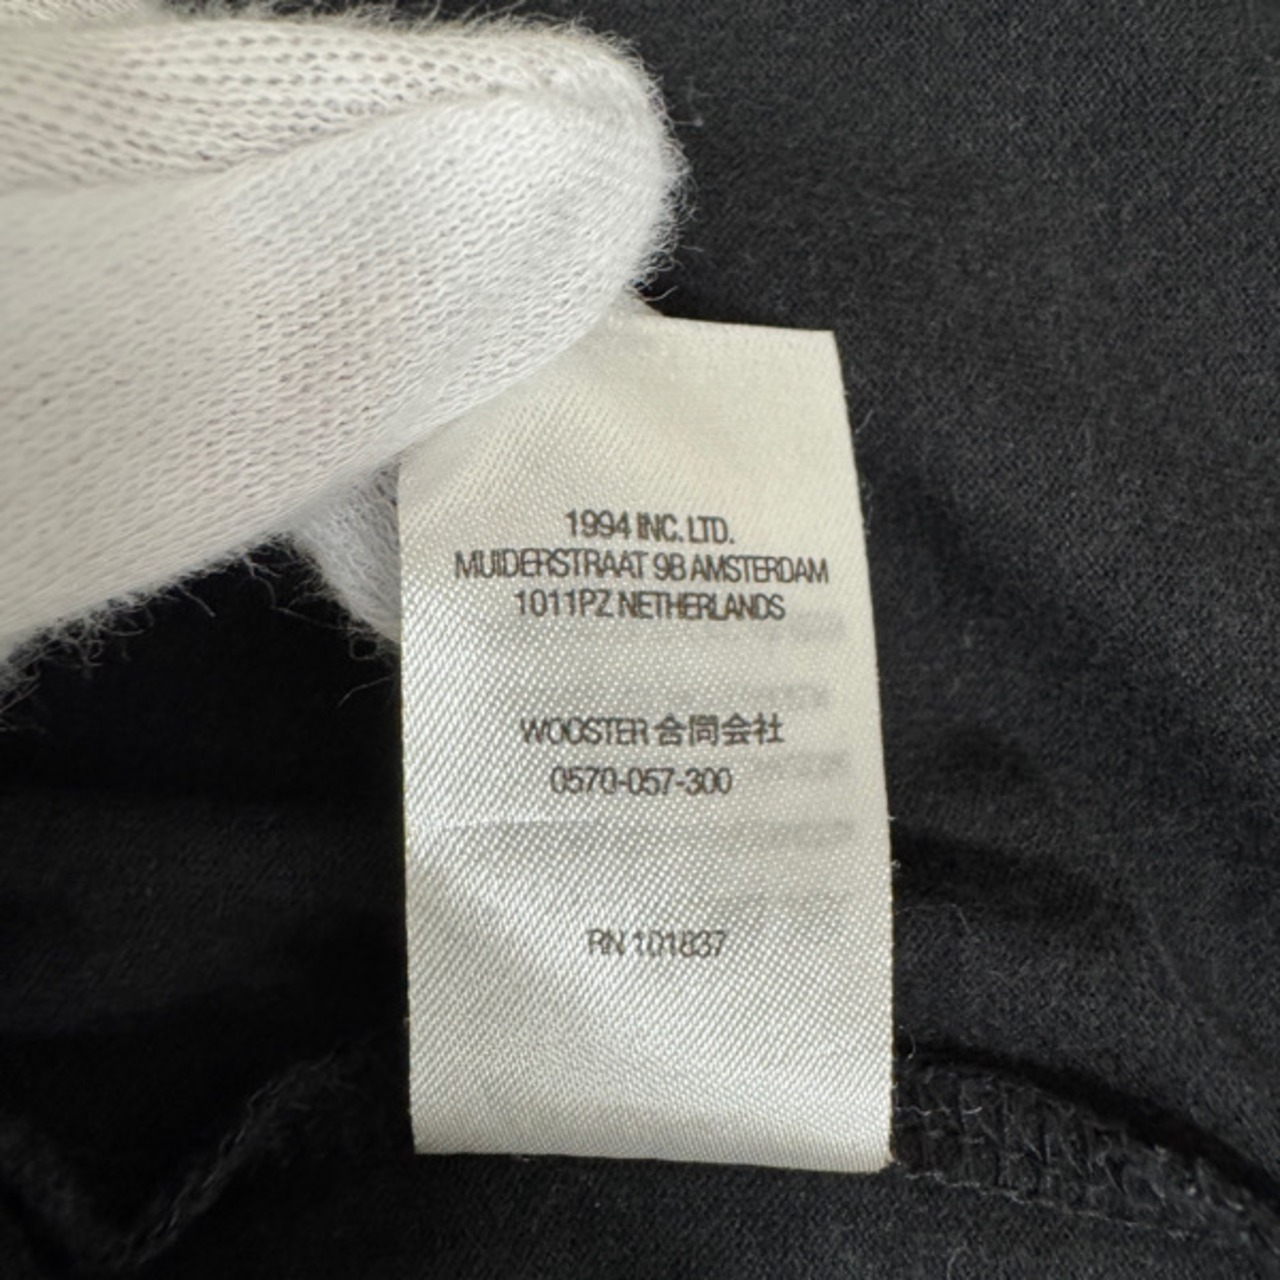 1994 INC. LTD.
MUIDERSTRAAT 9B AMSTERDAM
1011PZ NETHERLANDS
WOOSTER 合同会社
0570-057-300
RN 101837